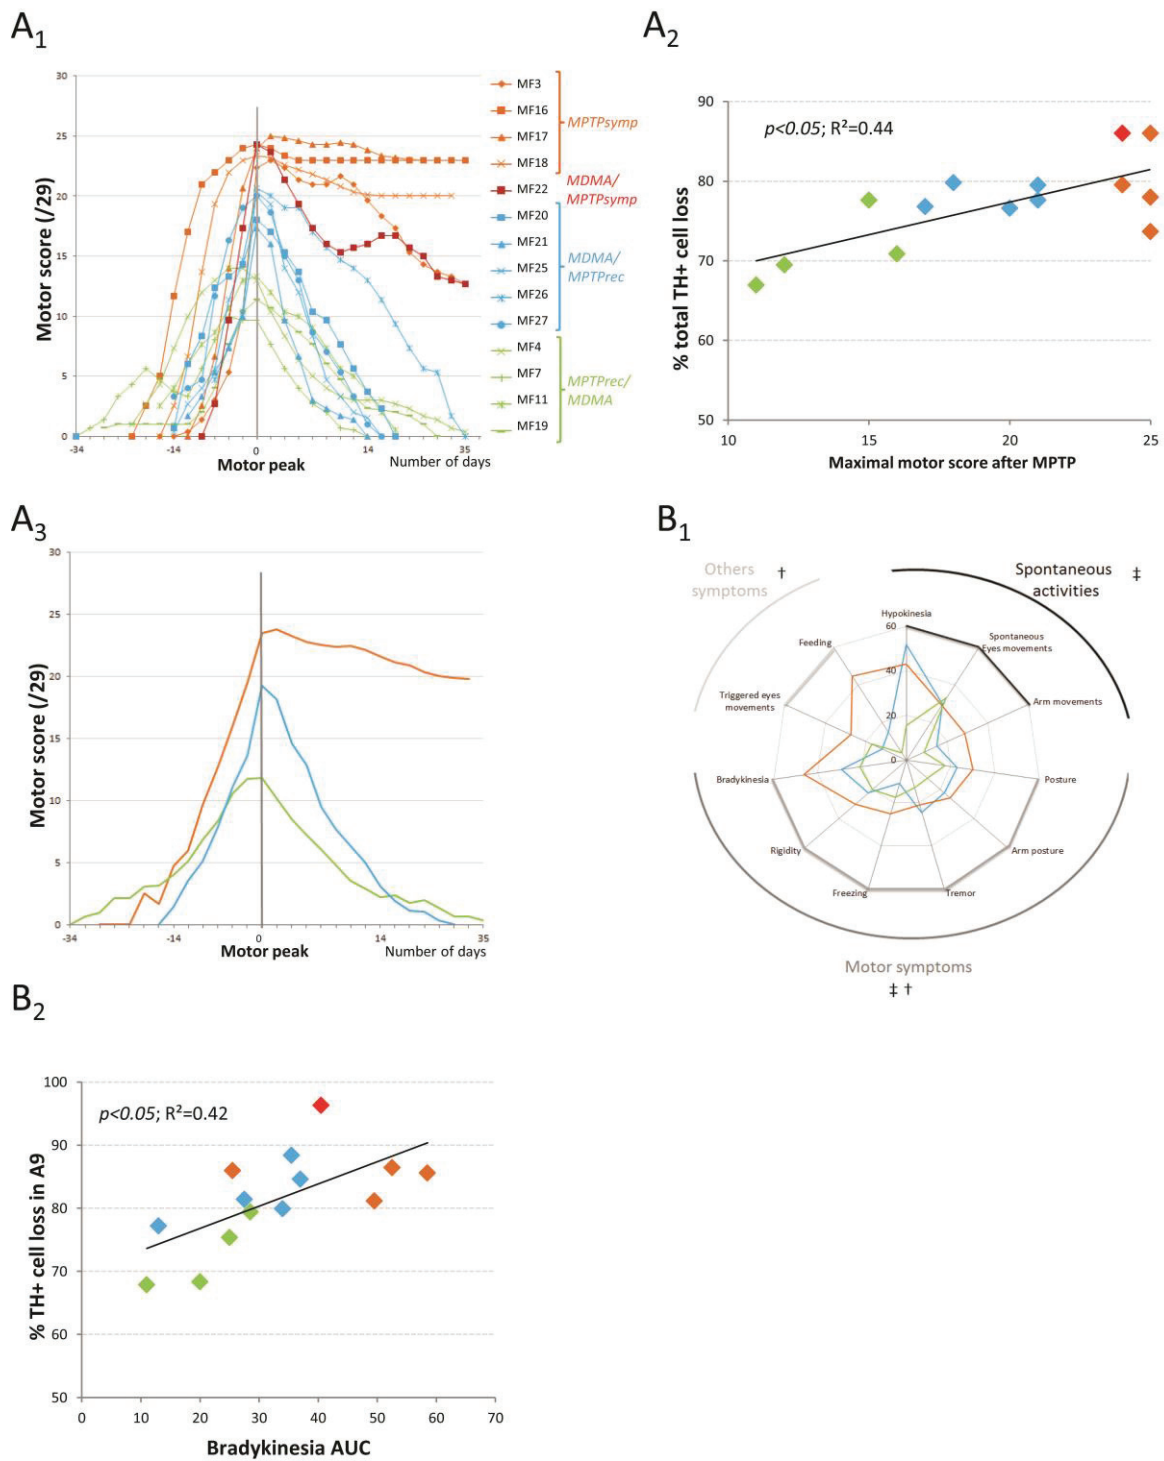 A1
A2
30
25
20
15
10
5
0
Motor score (/29)
-34
-14
0
14
35
Motor peak
Number of days
MF3
MF16
MF17
MF18
MF22
MF20
MF21
MF25
MF26
MF27
MF4
MF7
MF11
MF19
MPTPsymp
MDMA/
MPTPsymp
MDMA/
MPTPrec
MPTPrec/
MDMA
90
80
70
60
50
% total TH+ cell loss
p<0.05; R²=0.44
10
15
20
25
Maximal motor score after MPTP
A3
30
25
20
15
10
5
0
Motor score (/29)
-34
-14
0
14
35
Motor peak
Number of days
B1
Others
symptoms
†
Spontaneous
activities
‡
Hypokinesia
60
20
0
Spontaneous
Eyes movements
Arm movements
Posture
Arm posture
Tremor
Freezing
Rigidity
Bradykinesia
Triggered eyes
movements
Feeding
Motor symptoms
‡ †
B2
100
90
80
70
60
50
% TH+ cell loss in A9
p<0.05; R²=0.42
0
10
20
30
40
50
60
70
Bradykinesia AUC